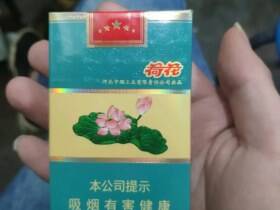 荷花
河北中烟工业有限责任公司出品
本公司提示
吸烟有害健康